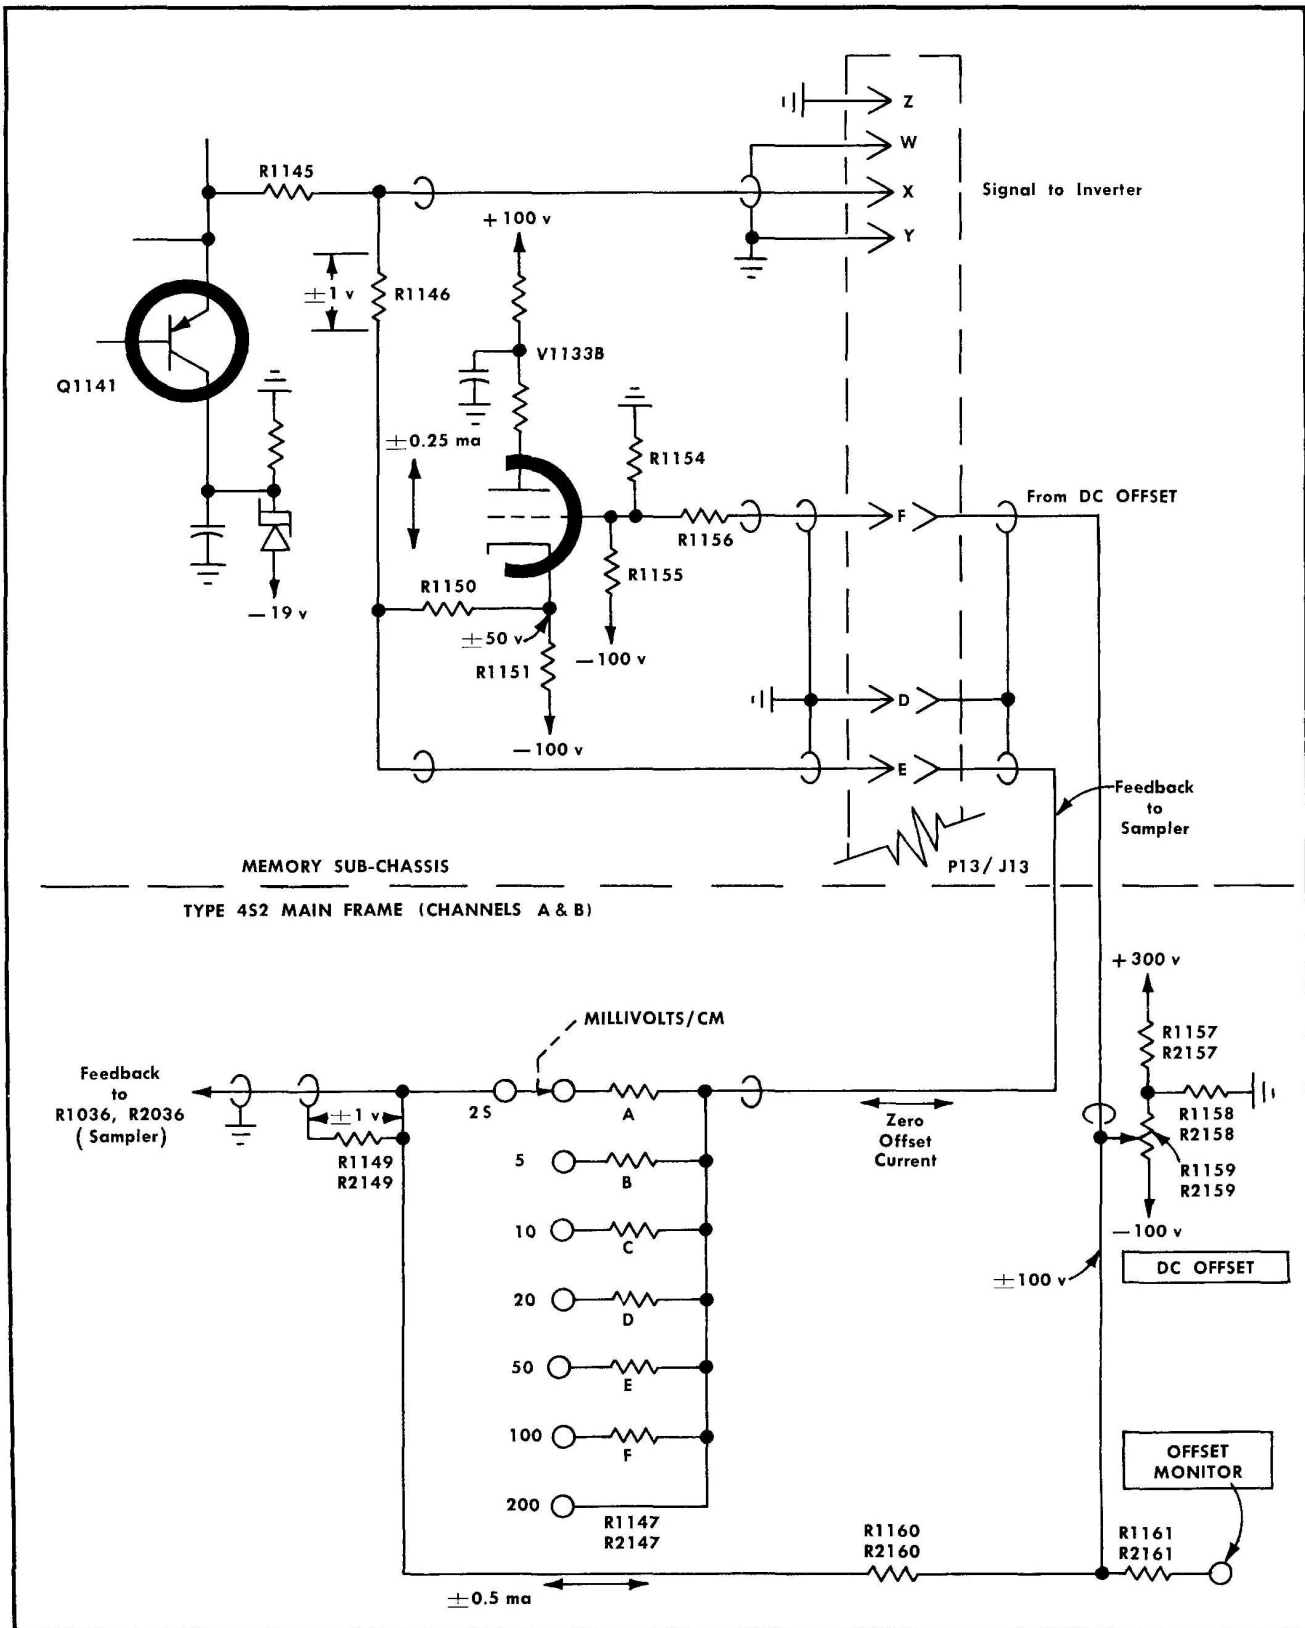 Z
W
R1145
X
Signal to Inverter
+100 v
Y
±1 v
R1146
V1133B
Q1141
±0.25 ma
R1154
From DC OFFSET
F
R1156
R1150
R1155
−19 v
±50 v
−100 v
R1151
D
−100 v
E
Feedback
to
Sampler
MEMORY SUB-CHASSIS
P13/J13
TYPE 4S2 MAIN FRAME (CHANNELS A & B)
+300 v
MILLIVOLTS/CM
R1157
R2157
Feedback
to
R1036, R2036
(Sampler)
±1 v
2S
A
Zero
Offset
Current
R1158
R2158
R1149
R2149
5
B
R1159
R2159
10
C
−100 v
±100 v
DC OFFSET
20
D
50
E
100
F
OFFSET
MONITOR
200
R1147
R2147
R1160
R2160
R1161
R2161
±0.5 ma